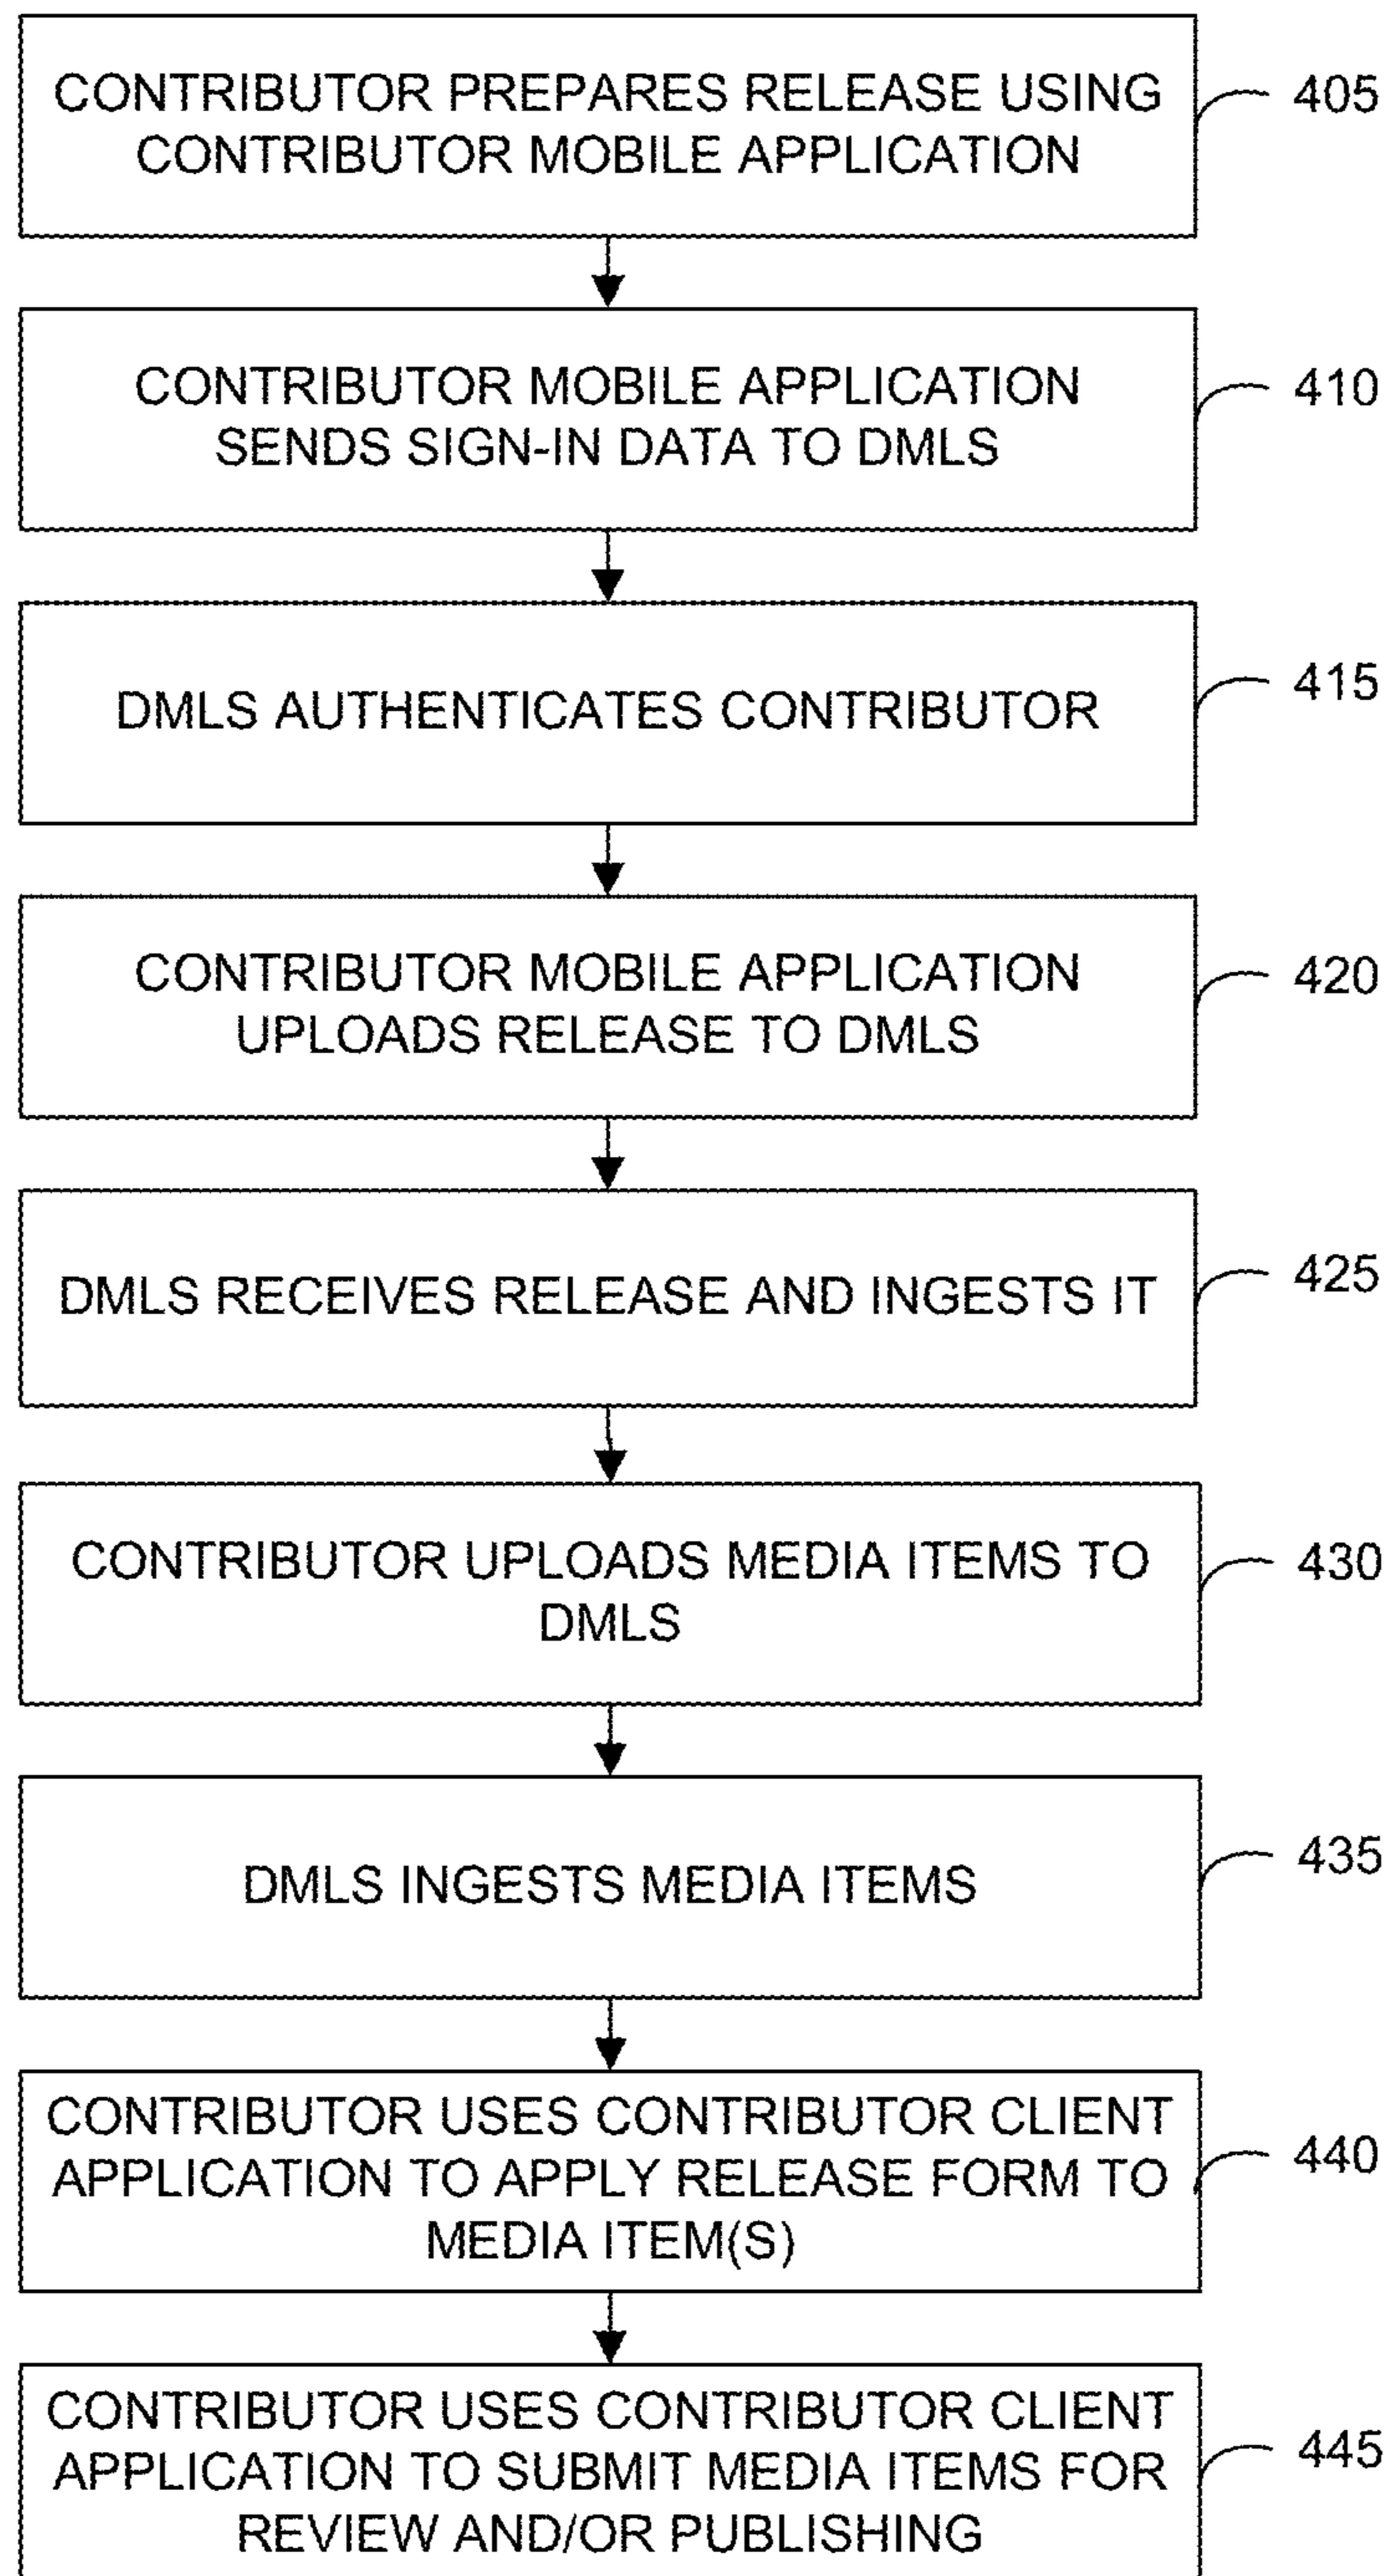 CONTRIBUTOR PREPARES RELEASE USING
CONTRIBUTOR MOBILE APPLICATION
405
CONTRIBUTOR MOBILE APPLICATION
SENDS SIGN-IN DATA TO DMLS
410
DMLS AUTHENTICATES CONTRIBUTOR
415
CONTRIBUTOR MOBILE APPLICATION
UPLOADS RELEASE TO DMLS
420
DMLS RECEIVES RELEASE AND INGESTS IT
425
CONTRIBUTOR UPLOADS MEDIA ITEMS TO
DMLS
430
DMLS INGESTS MEDIA ITEMS
435
CONTRIBUTOR USES CONTRIBUTOR CLIENT
APPLICATION TO APPLY RELEASE FORM TO
MEDIA ITEM(S)
440
CONTRIBUTOR USES CONTRIBUTOR CLIENT
APPLICATION TO SUBMIT MEDIA ITEMS FOR
REVIEW AND/OR PUBLISHING
445